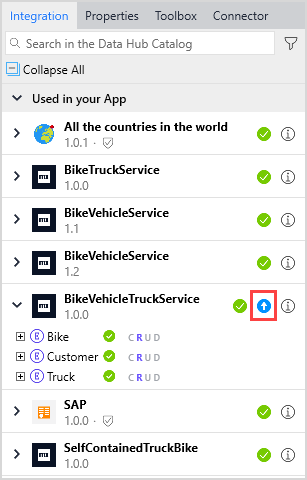 Integration Properties Toolbox Connector
Search in the Data Hub Catalog
Collapse All
Used in your App
All the countries in the world
1.0.1 ·
BikeTruckService
1.0.0
BikeVehicleService
1.1
BikeVehicleService
1.2
BikeVehicleTruckService
1.0.0
E Bike CRUD
E Customer CRUD
E Truck CRUD
SAP
1.0.0 ·
SelfContainedTruckBike
1.0.0